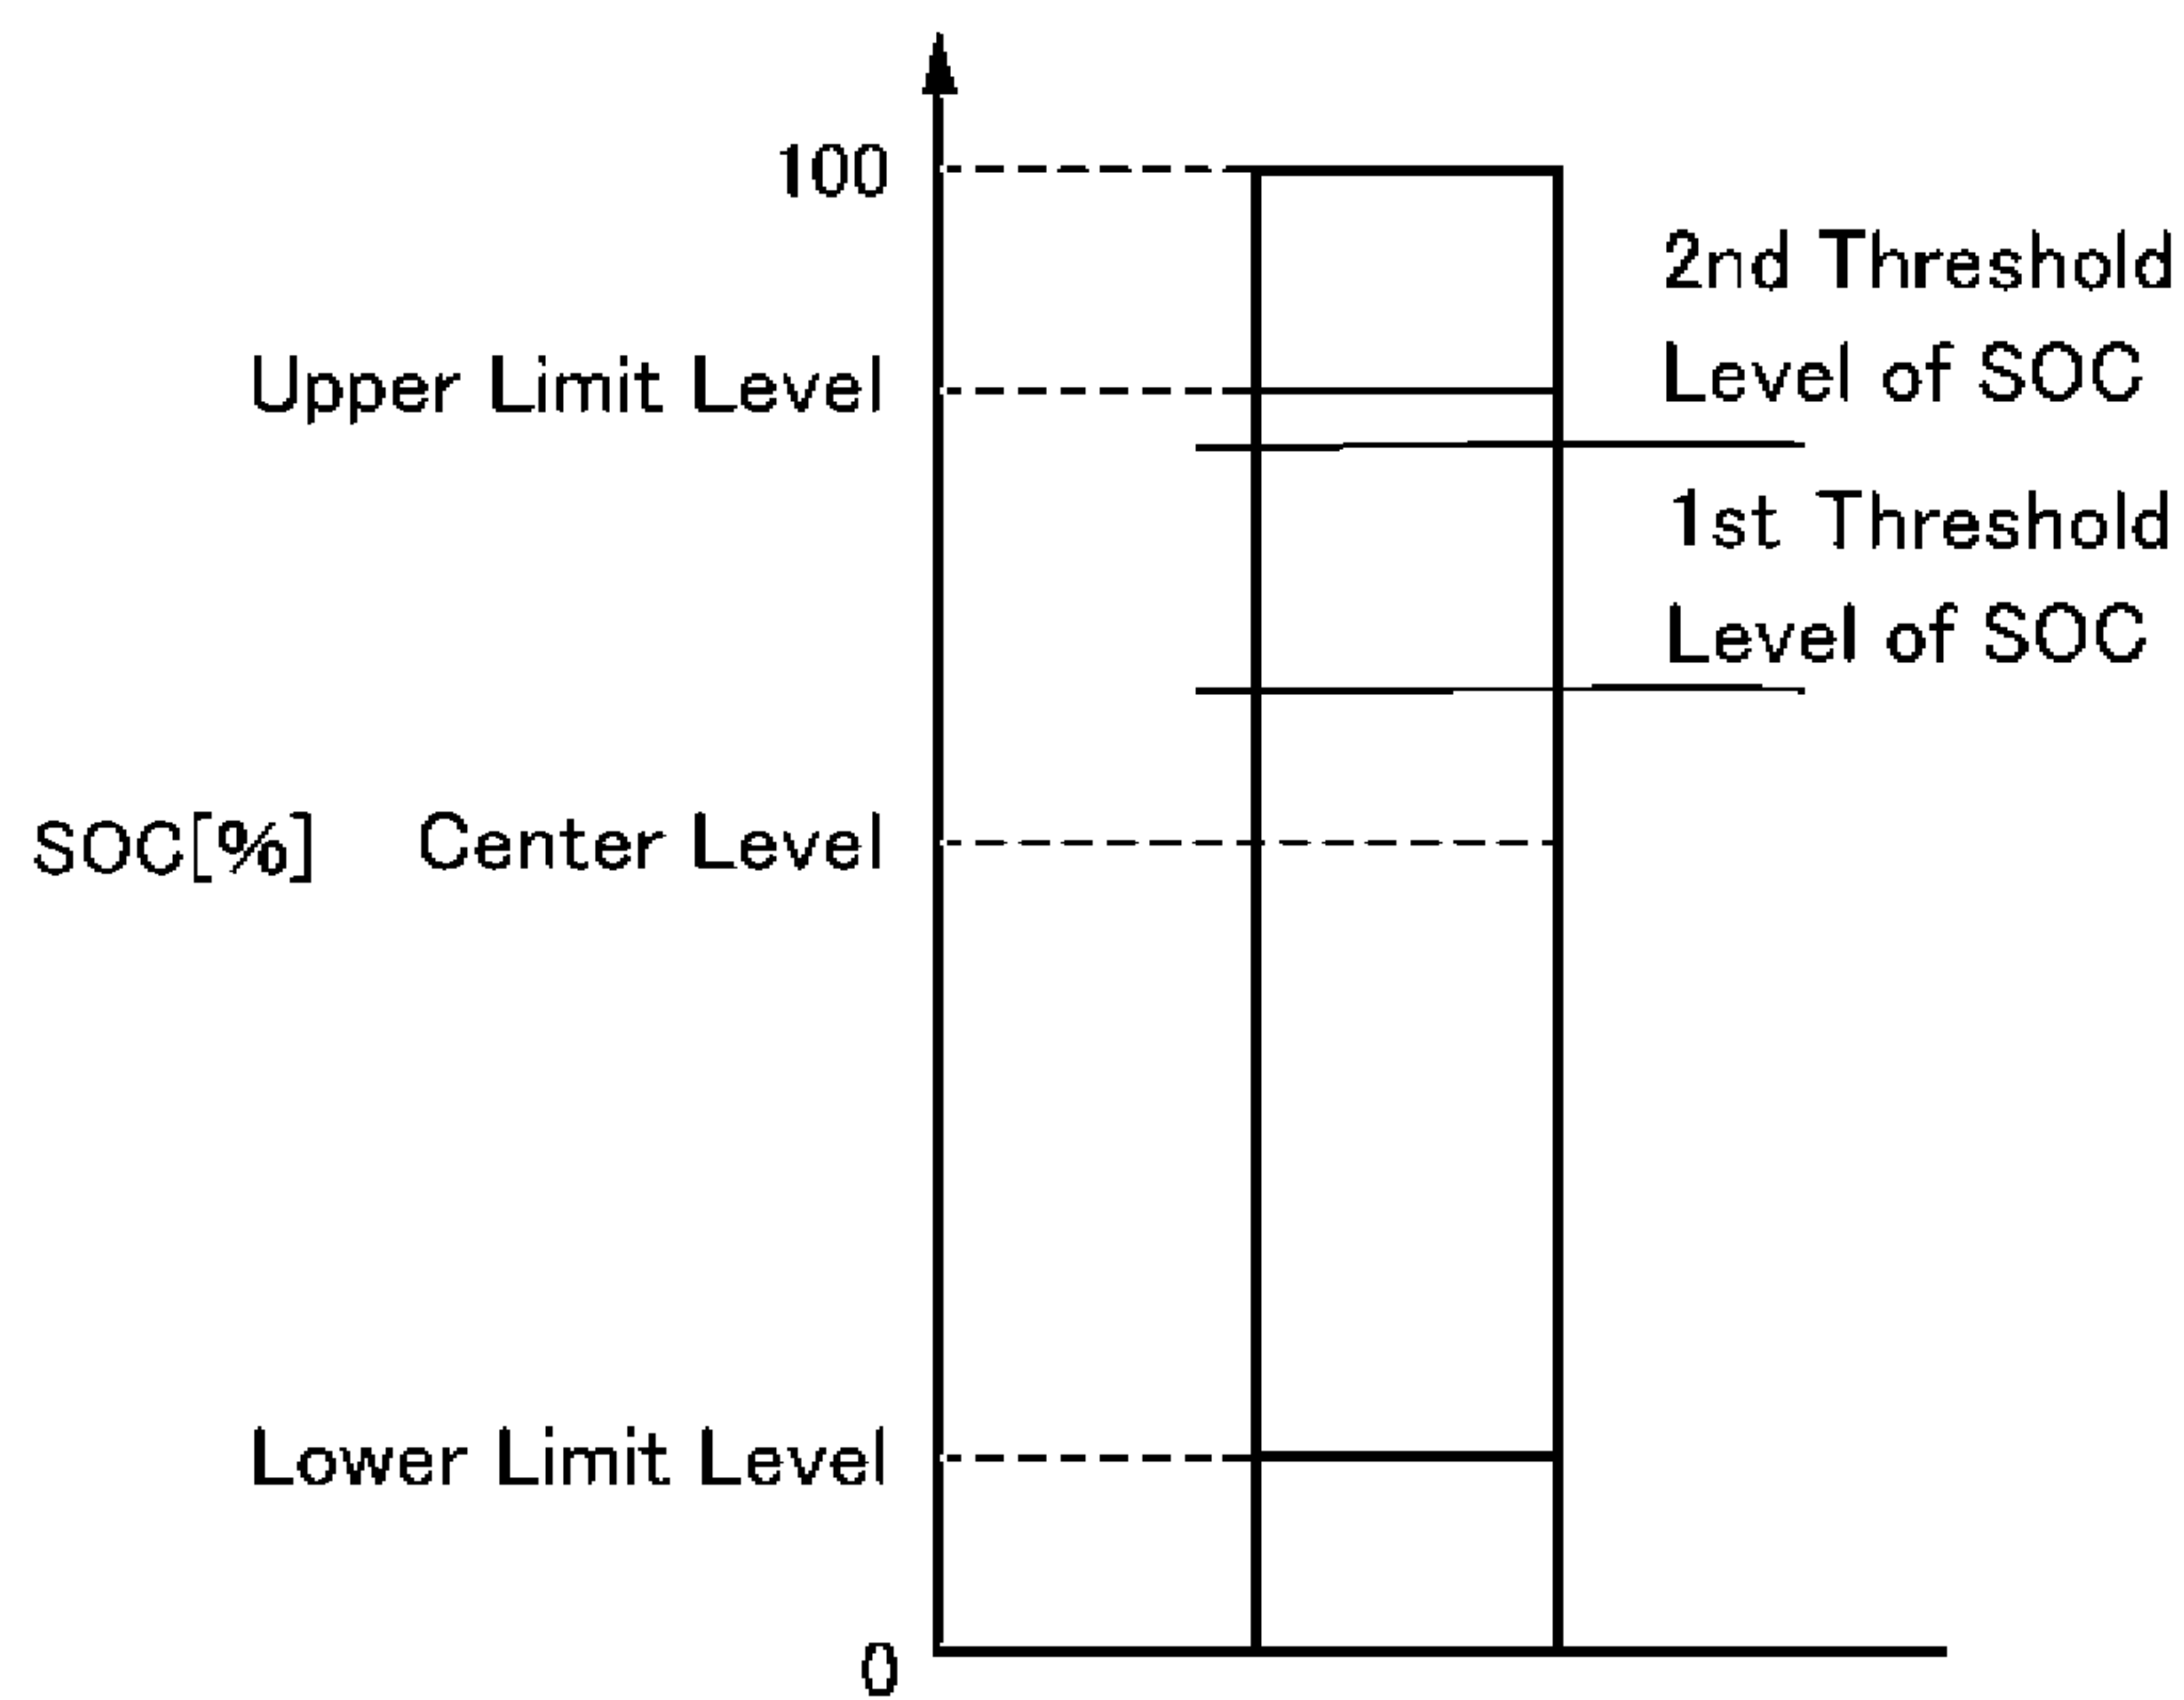 100
2nd Threshold
Level of SOC
Upper Limit Level
1st Threshold
Level of SOC
SOC[%] Center Level
Lower Limit Level
0